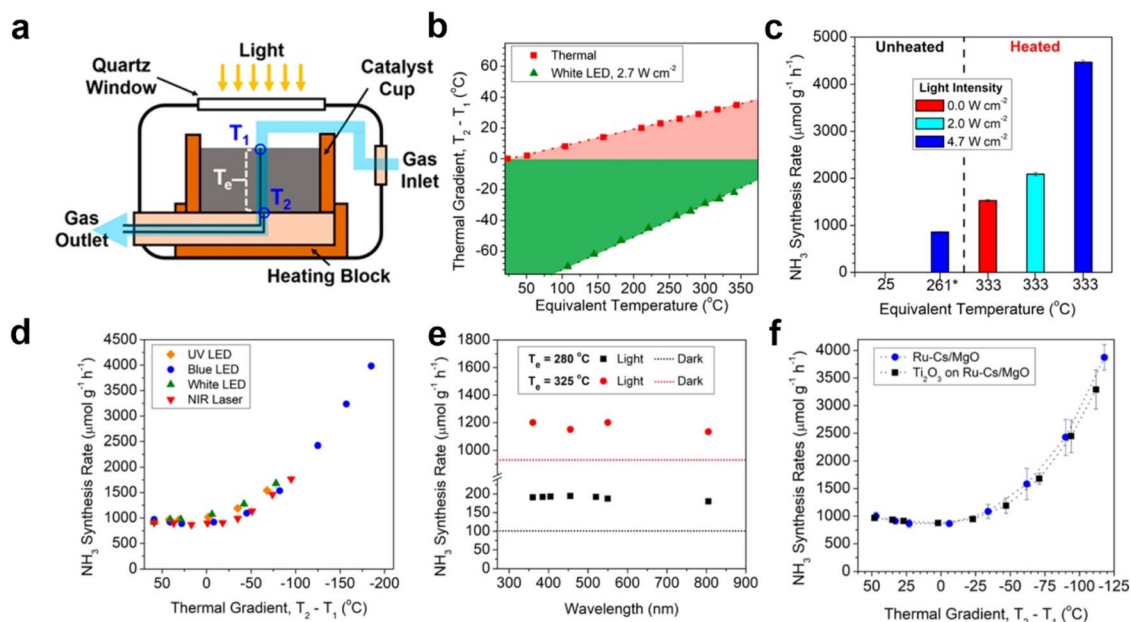 a
Light
Quartz
Window
Catalyst
Cup
T1
Te
T2
Gas
Inlet
Gas
Outlet
Heating Block
b
Thermal
White LED, 2.7 W cm-2
Thermal Gradient, T2 - T1 (oC)
60
40
20
0
-20
-40
-60
50 100 150 200 250 300 350
Equivalent Temperature (oC)
c
Unheated
Heated
Light Intensity
0.0 W cm-2
2.0 W cm-2
4.7 W cm-2
NH3 Synthesis Rate (μmol g-1 h-1)
5000
4000
3000
2000
1000
0
25 261* 333 333 333
Equivalent Temperature (oC)
d
UV LED
Blue LED
White LED
NIR Laser
NH3 Synthesis Rate (μmol g-1 h-1)
4500
4000
3500
3000
2500
2000
1500
1000
500
0
50 0 -50 -100 -150 -200
Thermal Gradient, T2 - T1 (oC)
e
Te = 280 oC Light Dark
Te = 325 oC Light Dark
NH3 Synthesis Rate (μmol g-1 h-1)
1800
1600
1400
1200
1000
800
200
150
100
50
0
300 400 500 600 700 800 900
Wavelength (nm)
f
Ru-Cs/MgO
Ti2O3 on Ru-Cs/MgO
NH3 Synthesis Rates (μmol g-1 h-1)
4000
3500
3000
2500
2000
1500
1000
500
0
50 25 0 -25 -50 -75 -100 -125
Thermal Gradient, T2 - T1 (oC)